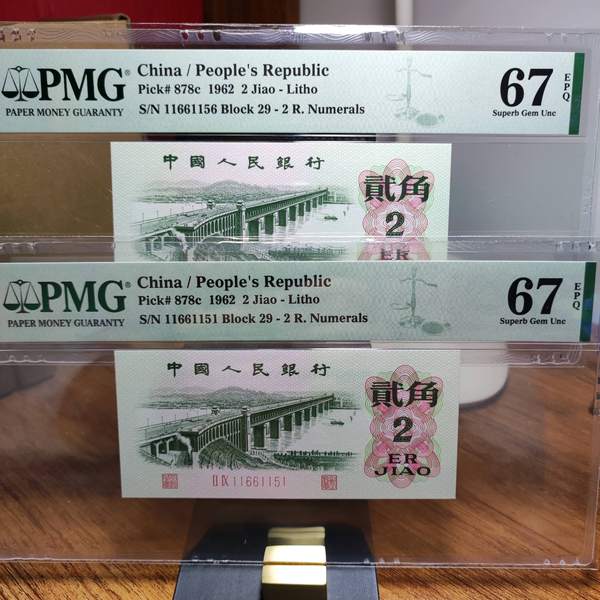 PMG
PAPER MONEY GUARANTY
China / People's Republic
Pick# 878c 1962 2 Jiao - Litho
S/N 11661156 Block 29 - 2 R. Numerals
67 EPQ
Superb Gem Unc
中國人民銀行
貳角
2
ER
PMG
PAPER MONEY GUARANTY
China / People's Republic
Pick# 878c 1962 2 Jiao - Litho
S/N 11661151 Block 29 - 2 R. Numerals
67 EPQ
Superb Gem Unc
中國人民銀行
貳角
2
ER
JIAO
II IX 11661151